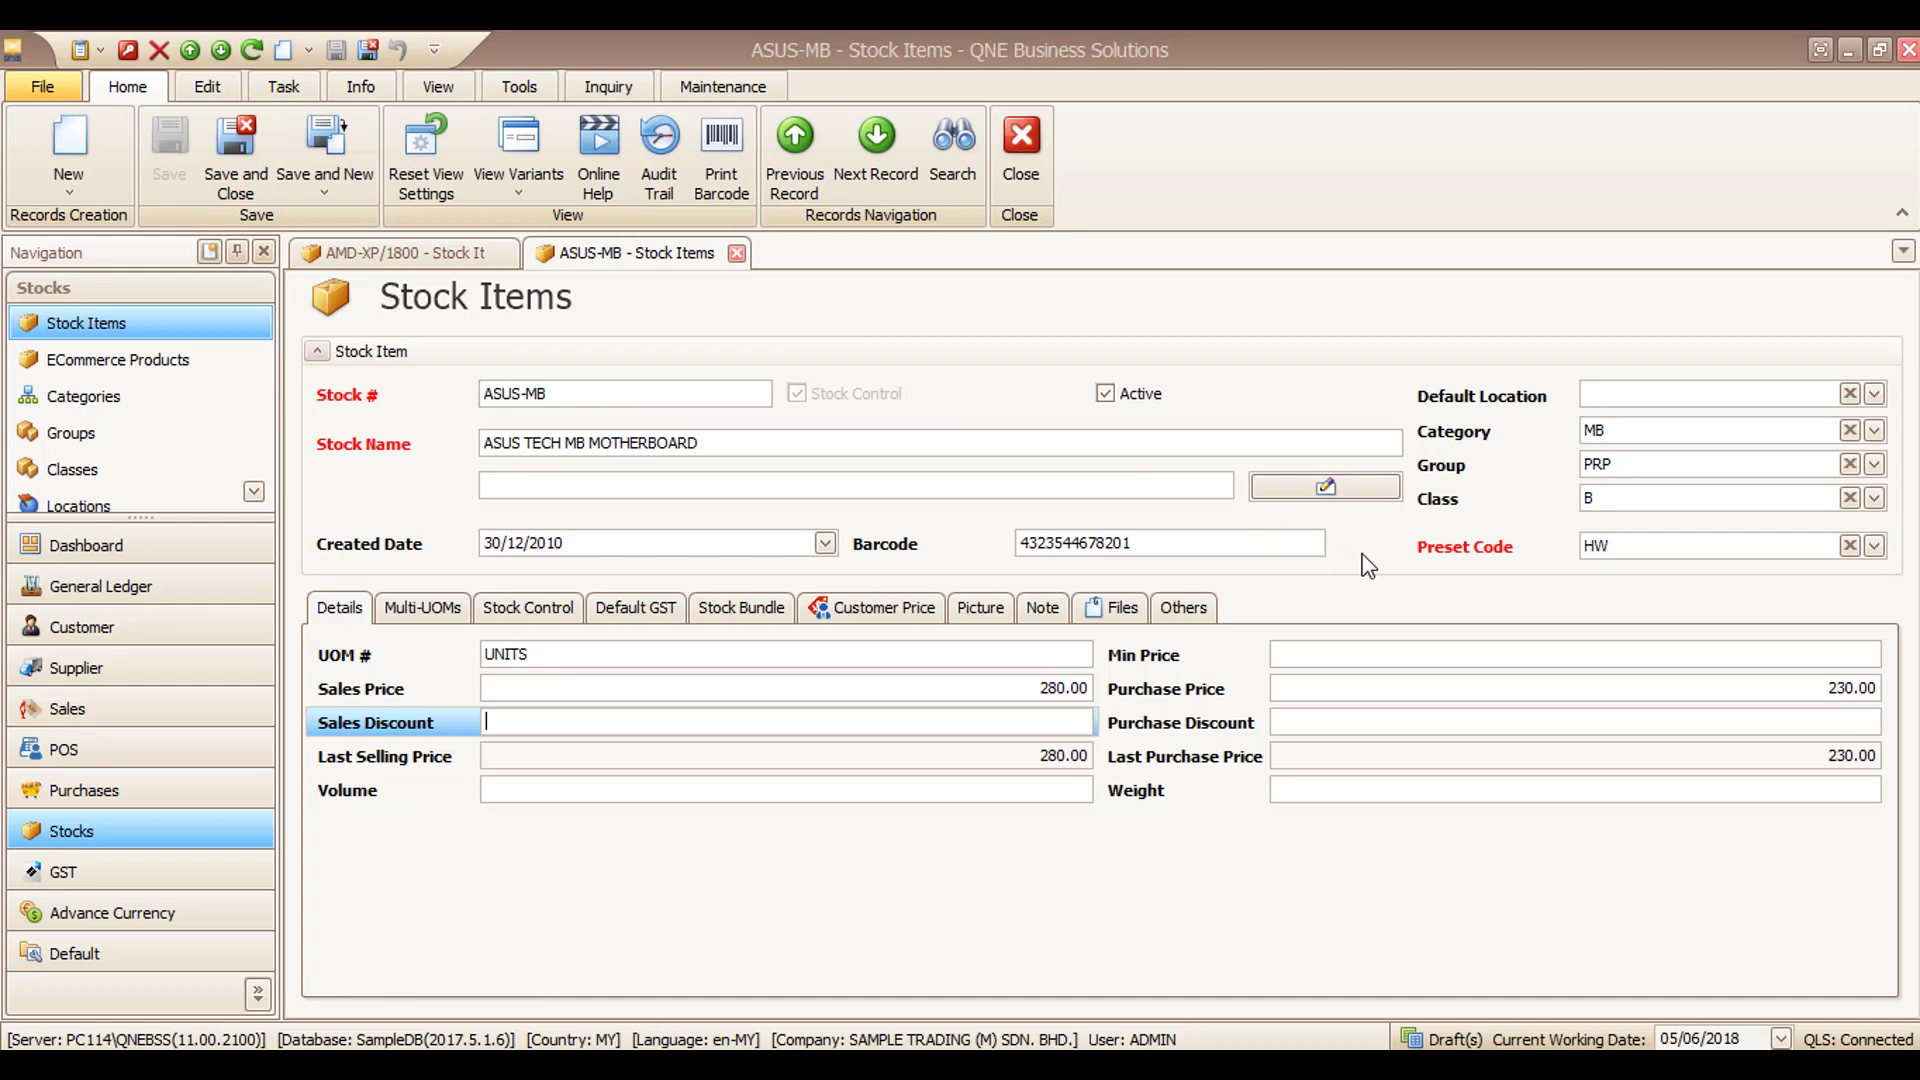 ASUS-MB - Stock Items - QNE Business Solutions
File Home Edit Task Info View Tools Inquiry Maintenance
New Save Save and Close Save and New Reset View Settings View Variants Online Help Audit Trail Print Barcode Previous Record Next Record Search Close
Records Creation Save View Records Navigation Close
Navigation
AMD-XP/1800 - Stock It ASUS-MB - Stock Items
Stocks
Stock Items
ECommerce Products
Categories
Groups
Classes
Locations
Dashboard
General Ledger
Customer
Supplier
Sales
POS
Purchases
Stocks
GST
Advance Currency
Default
Stock Items
Stock Item
Stock # ASUS-MB Stock Control Active Default Location
Stock Name ASUS TECH MB MOTHERBOARD Category MB
Group PRP
Class B
Created Date 30/12/2010 Barcode 4323544678201 Preset Code HW
Details Multi-UOMs Stock Control Default GST Stock Bundle Customer Price Picture Note Files Others
UOM # UNITS Min Price
Sales Price 280.00 Purchase Price 230.00
Sales Discount Purchase Discount
Last Selling Price 280.00 Last Purchase Price 230.00
Volume Weight
[Server: PC114\QNEBSS(11.00.2100)] [Database: SampleDB(2017.5.1.6)] [Country: MY] [Language: en-MY] [Company: SAMPLE TRADING (M) SDN. BHD.] User: ADMIN Draft(s) Current Working Date: 05/06/2018 QLS: Connected